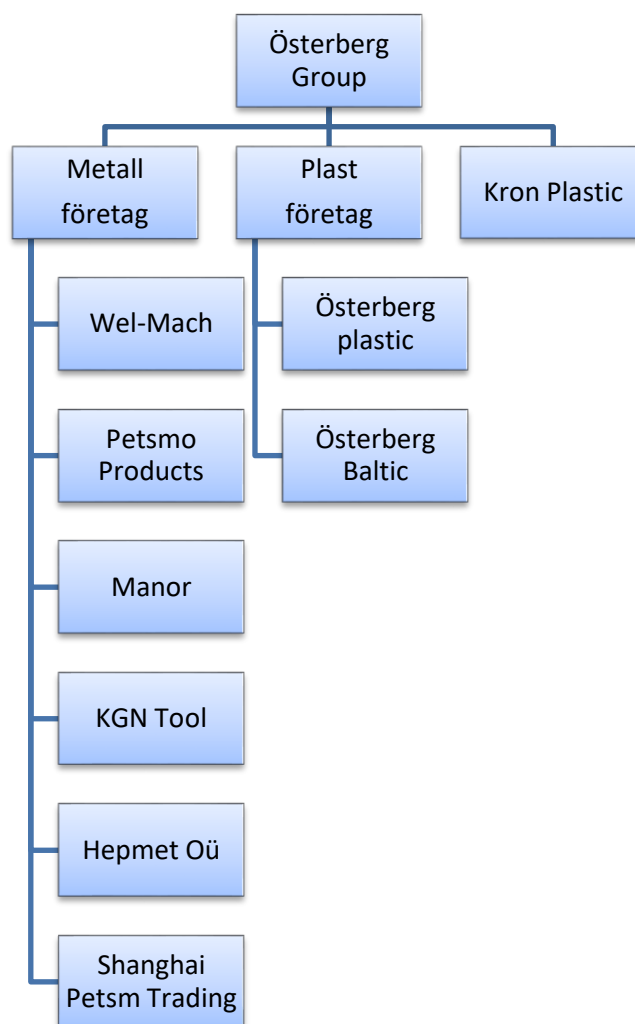 Österberg
Group
Metall
företag
Plast
företag
Kron Plastic
Wel-Mach
Österberg
plastic
Petsmo
Products
Österberg
Baltic
Manor
KGN Tool
Hepmet Oü
Shanghai
Petsm Trading